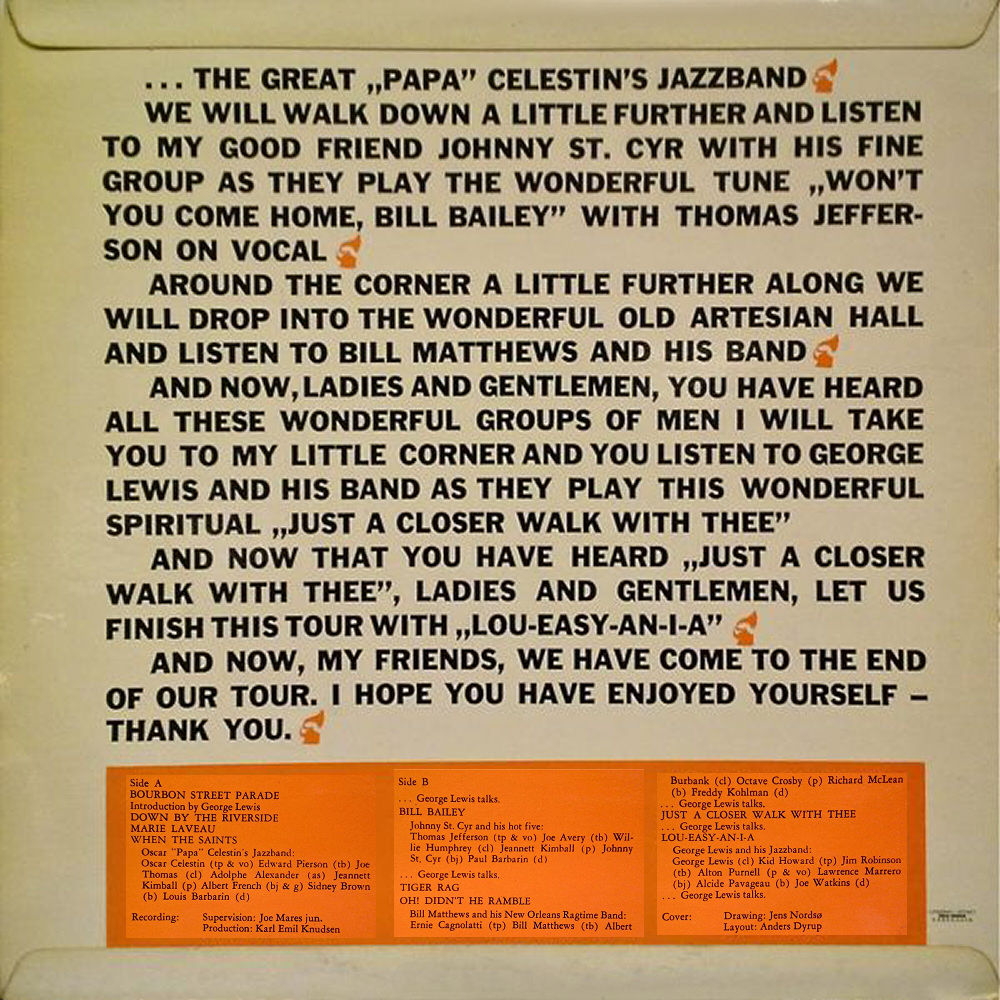 ... THE GREAT „PAPA” CELESTIN'S JAZZBAND
WE WILL WALK DOWN A LITTLE FURTHER AND LISTEN
TO MY GOOD FRIEND JOHNNY ST. CYR WITH HIS FINE
GROUP AS THEY PLAY THE WONDERFUL TUNE „WON'T
YOU COME HOME, BILL BAILEY” WITH THOMAS JEFFER-
SON ON VOCAL
AROUND THE CORNER A LITTLE FURTHER ALONG WE
WILL DROP INTO THE WONDERFUL OLD ARTESIAN HALL
AND LISTEN TO BILL MATTHEWS AND HIS BAND
AND NOW, LADIES AND GENTLEMEN, YOU HAVE HEARD
ALL THESE WONDERFUL GROUPS OF MEN I WILL TAKE
YOU TO MY LITTLE CORNER AND YOU LISTEN TO GEORGE
LEWIS AND HIS BAND AS THEY PLAY THIS WONDERFUL
SPIRITUAL „JUST A CLOSER WALK WITH THEE”
AND NOW THAT YOU HAVE HEARD „JUST A CLOSER
WALK WITH THEE”, LADIES AND GENTLEMEN, LET US
FINISH THIS TOUR WITH „LOU-EASY-AN-I-A”
AND NOW, MY FRIENDS, WE HAVE COME TO THE END
OF OUR TOUR. I HOPE YOU HAVE ENJOYED YOURSELF –
THANK YOU.
Side A
BOURBON STREET PARADE
Introduction by George Lewis
DOWN BY THE RIVERSIDE
MARIE LAVEAU
WHEN THE SAINTS
Oscar "Papa" Celestin's Jazzband:
Oscar Celestin (tp & vo) Edward Pierson (tb) Joe
Thomas (cl) Adolphe Alexander (as) Jeannett
Kimball (p) Albert French (bj & g) Sidney Brown
(b) Louis Barbarin (d)
Recording: Supervision: Joe Mares jun.
Production: Karl Emil Knudsen
Side B
... George Lewis talks.
BILL BAILEY
Johnny St. Cyr and his hot five:
Thomas Jefferson (tp & vo) Joe Avery (tb) Wil-
lie Humphrey (cl) Jeannett Kimball (p) Johnny
St. Cyr (bj) Paul Barbarin (d)
... George Lewis talks.
TIGER RAG
OH! DIDN'T HE RAMBLE
Bill Matthews and his New Orleans Ragtime Band:
Ernie Cagnolatti (tp) Bill Matthews (tb) Albert
Burbank (cl) Octave Crosby (p) Richard McLean
(b) Freddy Kohlman (d)
... George Lewis talks.
JUST A CLOSER WALK WITH THEE
... George Lewis talks.
LOU-EASY-AN-I-A
George Lewis and his Jazzband:
George Lewis (cl) Kid Howard (tp) Jim Robinson
(tb) Alton Purnell (p & vo) Lawrence Marrero
(bj) Alcide Pavageau (b) Joe Watkins (d)
... George Lewis talks.
Cover: Drawing: Jens Nordsø
Layout: Anders Dyrup